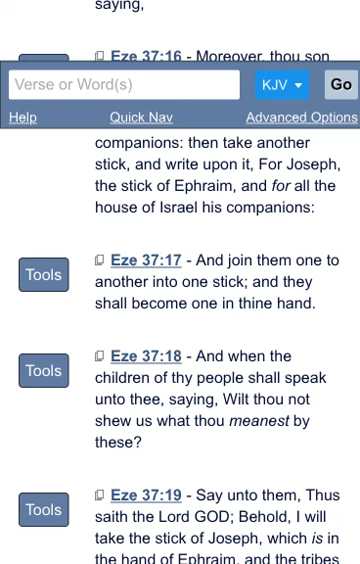 saying,
Eze 37:16 - Moreover, thou son
Verse or Word(s)
KJV
Go
Help
Quick Nav
Advanced Options
companions: then take another
stick, and write upon it, For Joseph,
the stick of Ephraim, and for all the
house of Israel his companions:
Tools
Eze 37:17 - And join them one to
another into one stick; and they
shall become one in thine hand.
Tools
Eze 37:18 - And when the
children of thy people shall speak
unto thee, saying, Wilt thou not
shew us what thou meanest by
these?
Tools
Eze 37:19 - Say unto them, Thus
saith the Lord GOD; Behold, I will
take the stick of Joseph, which is in
the hand of Ephraim, and the tribes